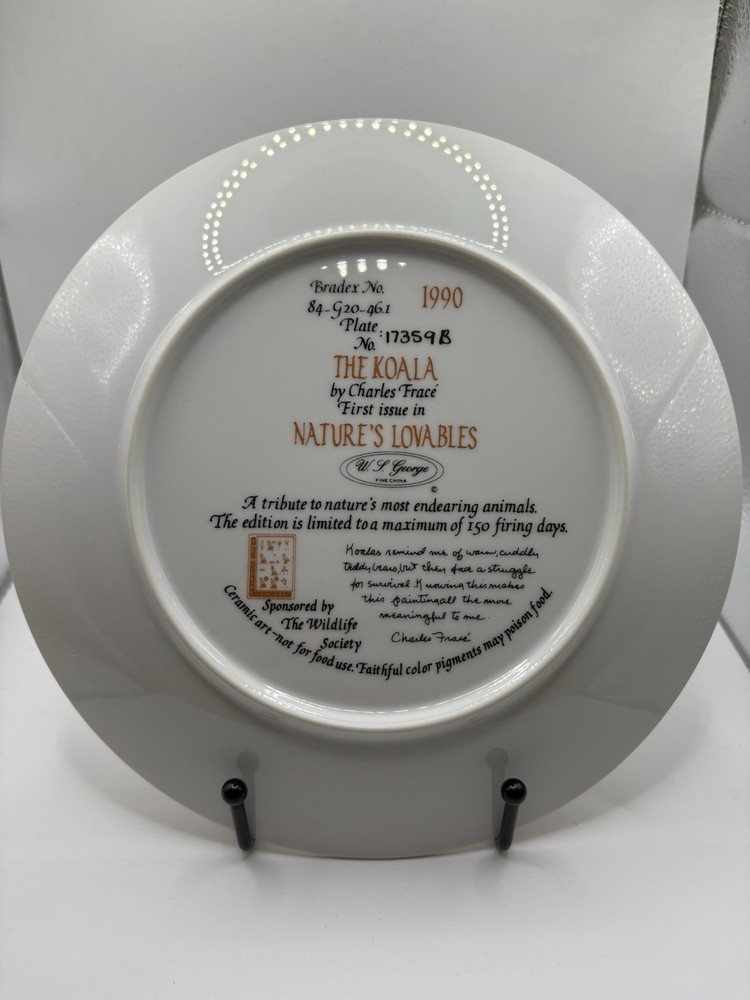 Bradex No.
84-G20-46.1
1990
Plate
No.: 17359B
THE KOALA
by Charles Fracé
First issue in
NATURE'S LOVABLES
W. S. George
FINE CHINA
©
A tribute to nature's most endearing animals.
The edition is limited to a maximum of 150 firing days.
Koalas remind me of warm, cuddly
teddy bears, but they face a struggle
for survival. Knowing this makes
this painting all the more
meaningful to me.
Charles Fracé
Sponsored by
The Wildlife
Society
Ceramic art–not for food use. Faithful color pigments may poison food.